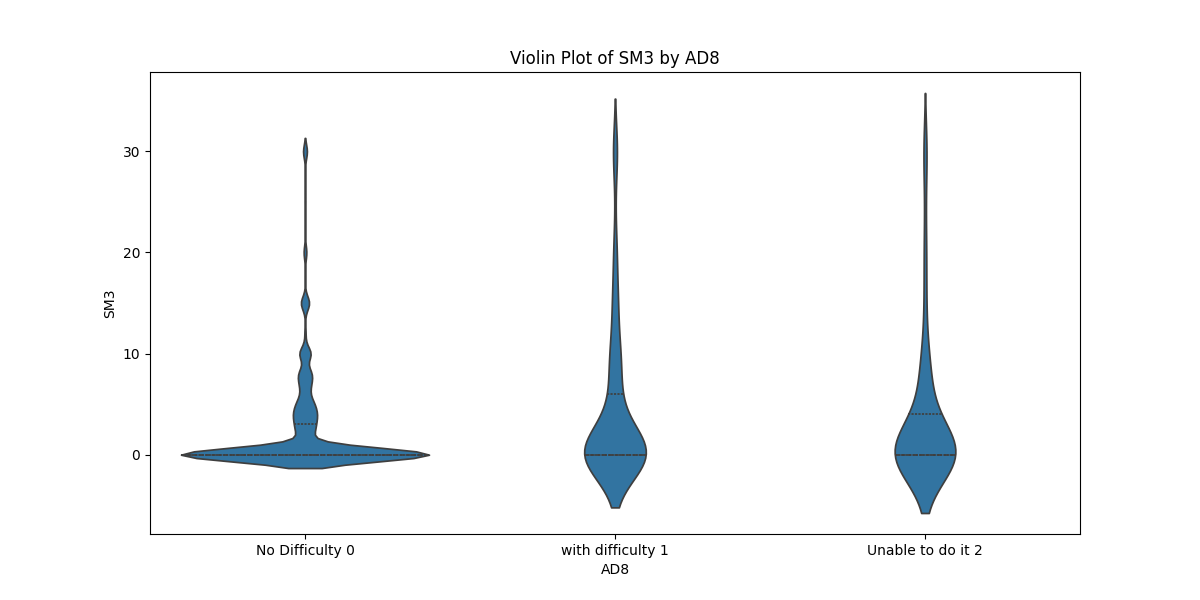 Violin Plot of SM3 by AD8
30
20
10
0
SM3
No Difficulty 0
with difficulty 1
Unable to do it 2
AD8